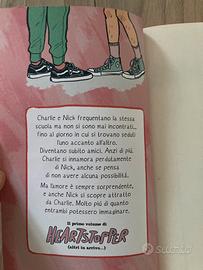 Charlie e Nick frequentano la stessa
scuola ma non si sono mai incontrati...
fino al giorno in cui si trovano seduti
l'uno accanto all'altro.
Diventano subito amici. Anzi di più.
Charlie si innamora perdutamente
di Nick, anche se pensa
di non avere alcuna possibilità.
Ma l'amore è sempre sorprendente,
e anche Nick si scopre attratto
da Charlie. Molto più di quanto
entrambi potessero immaginare.
Il primo volume di
HEARTSTOPPER
(altri in arrivo...)
subito